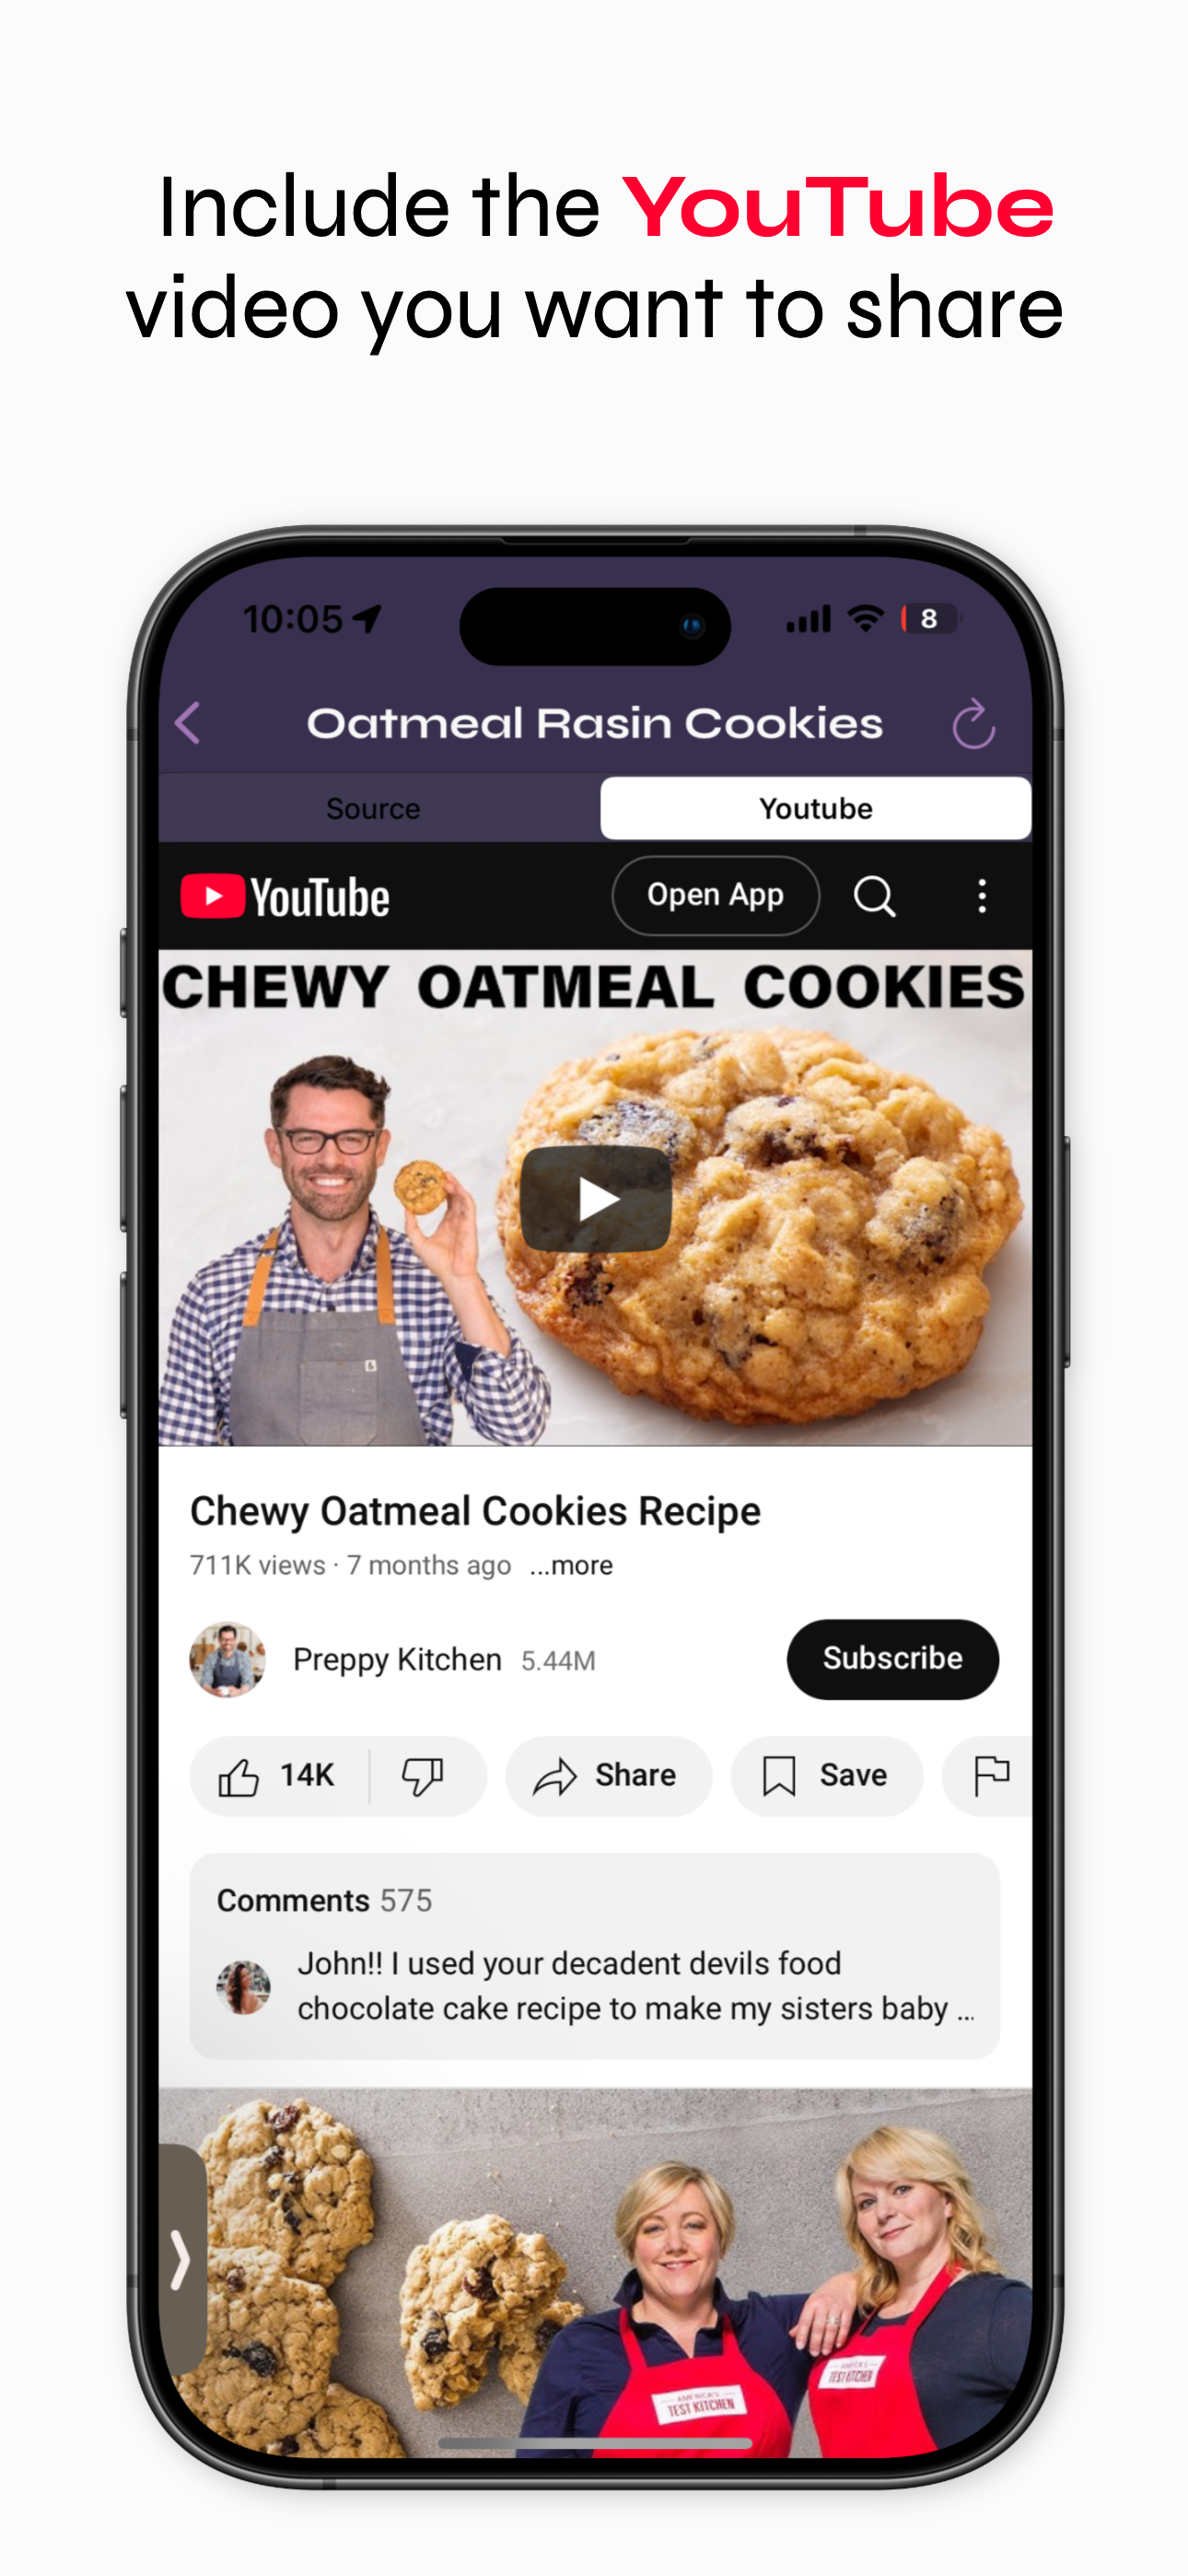 Include the YouTube
video you want to share
10:05
8
Oatmeal Rasin Cookies
Source
Youtube
YouTube
Open App
CHEWY OATMEAL COOKIES
Chewy Oatmeal Cookies Recipe
711K views · 7 months ago ...more
Preppy Kitchen 5.44M
Subscribe
14K
Share
Save
Comments 575
John!! I used your decadent devils food
chocolate cake recipe to make my sisters baby ...
AMERICA'S
TEST KITCHEN
AMERICA'S
TEST KITCHEN